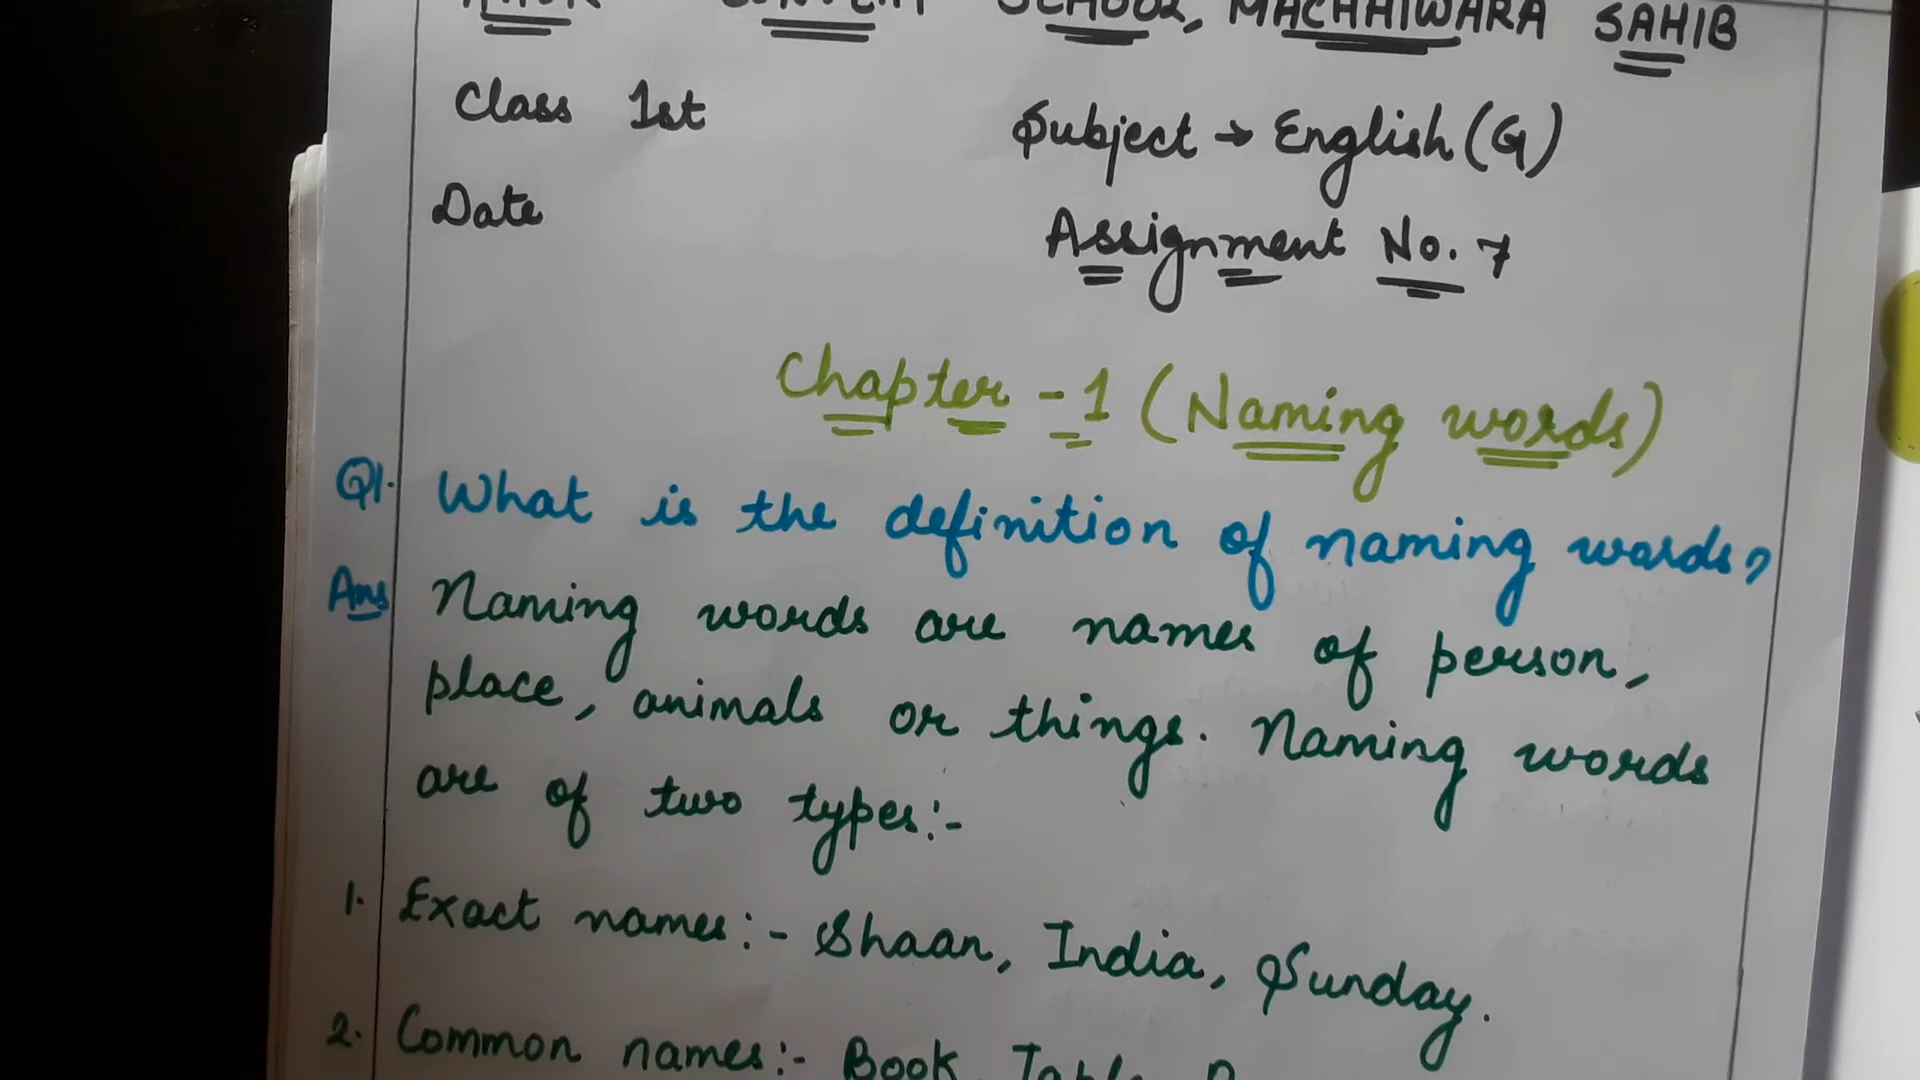 SCHOOL, MACHHIWARA SAHIB
Class 1st
Subject → English (G)
Date
Assignment No. 7
Chapter - 1 (Naming words)
Q1. What is the definition of naming words?
Ans Naming words are names of person,
place, animals or things. Naming words
are of two types:-
1. Exact names:- Shaan, India, Sunday.
2. Common names:- Book, Table,